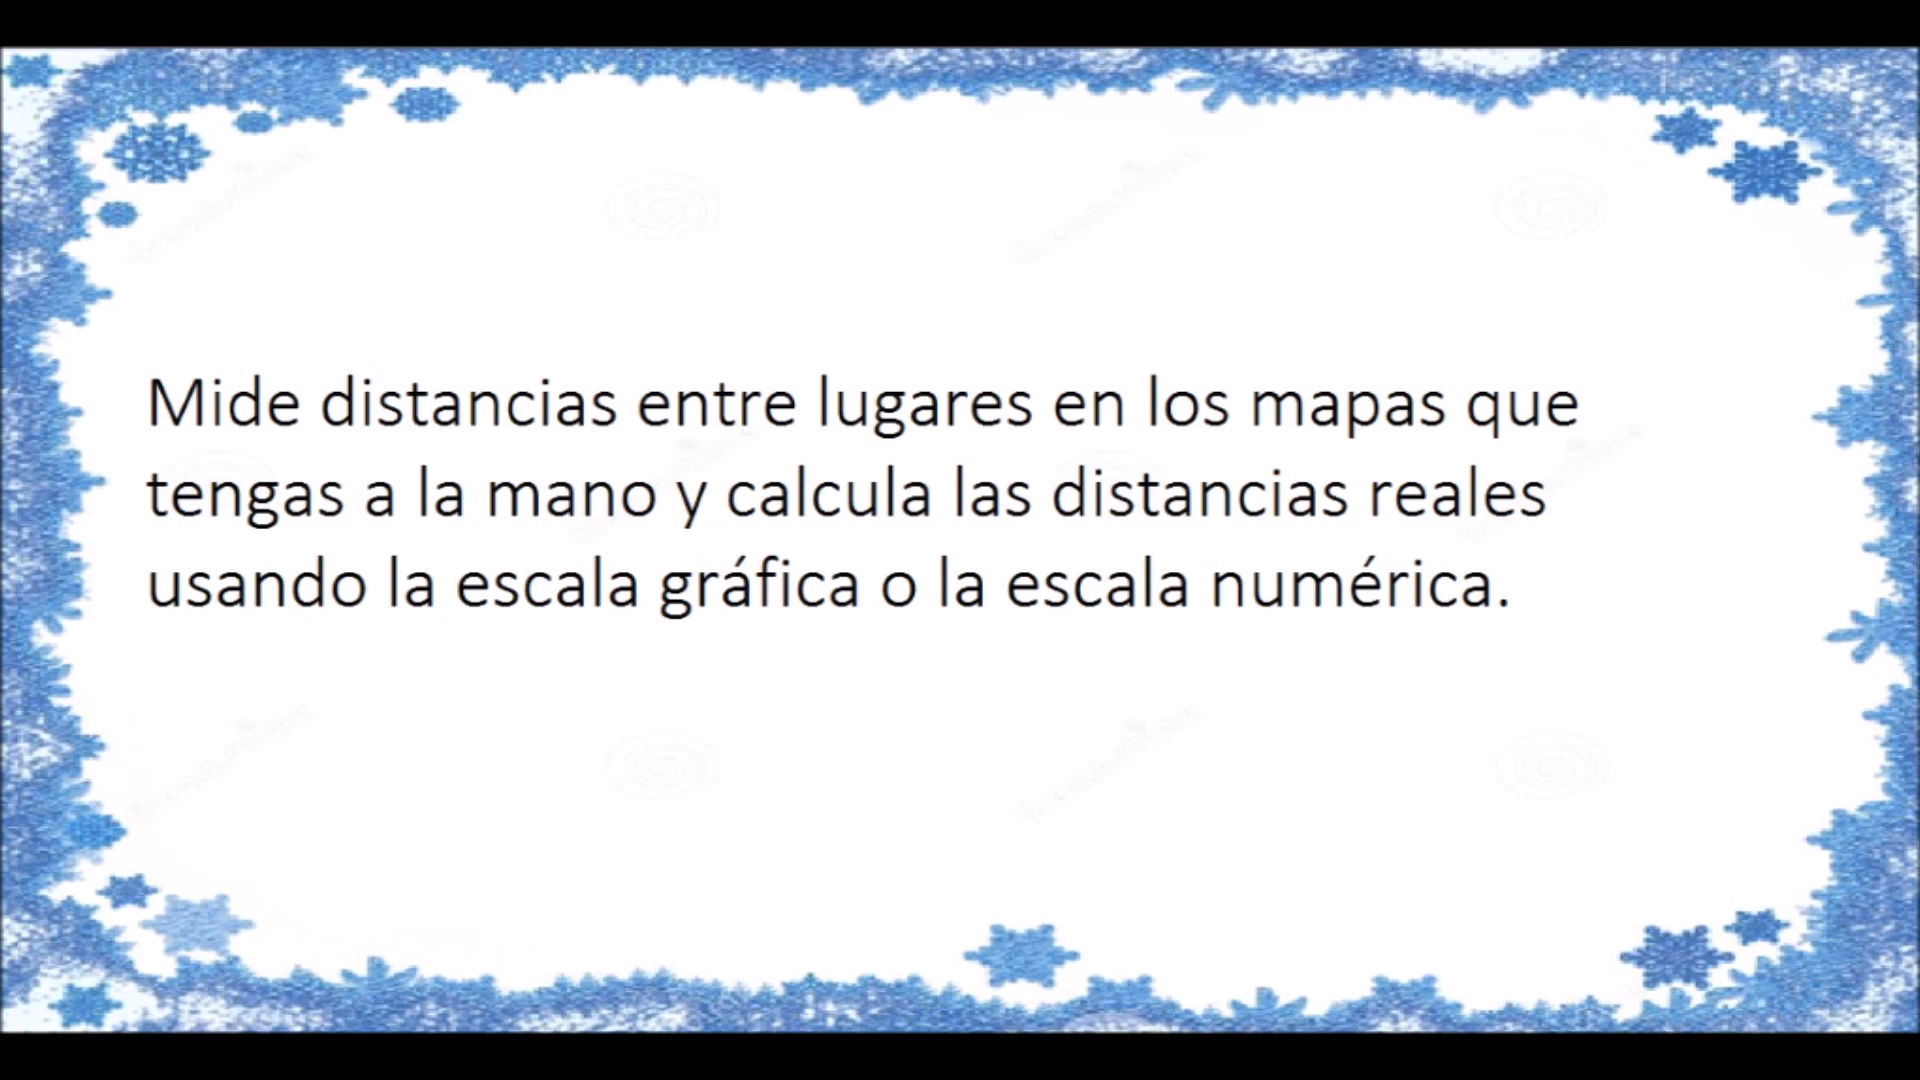 Mide distancias entre lugares en los mapas que
tengas a la mano y calcula las distancias reales
usando la escala gráfica o la escala numérica.